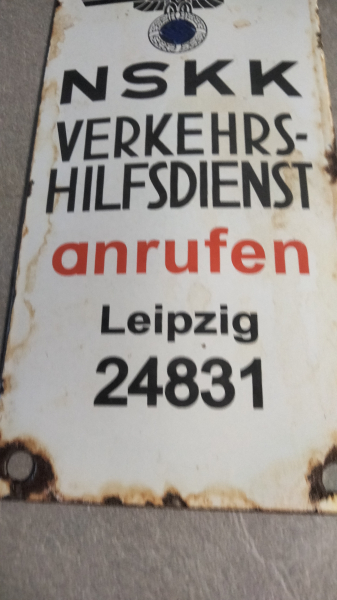 NSKK
VERKEHRS-
HILFSDIENST
anrufen
Leipzig
24831